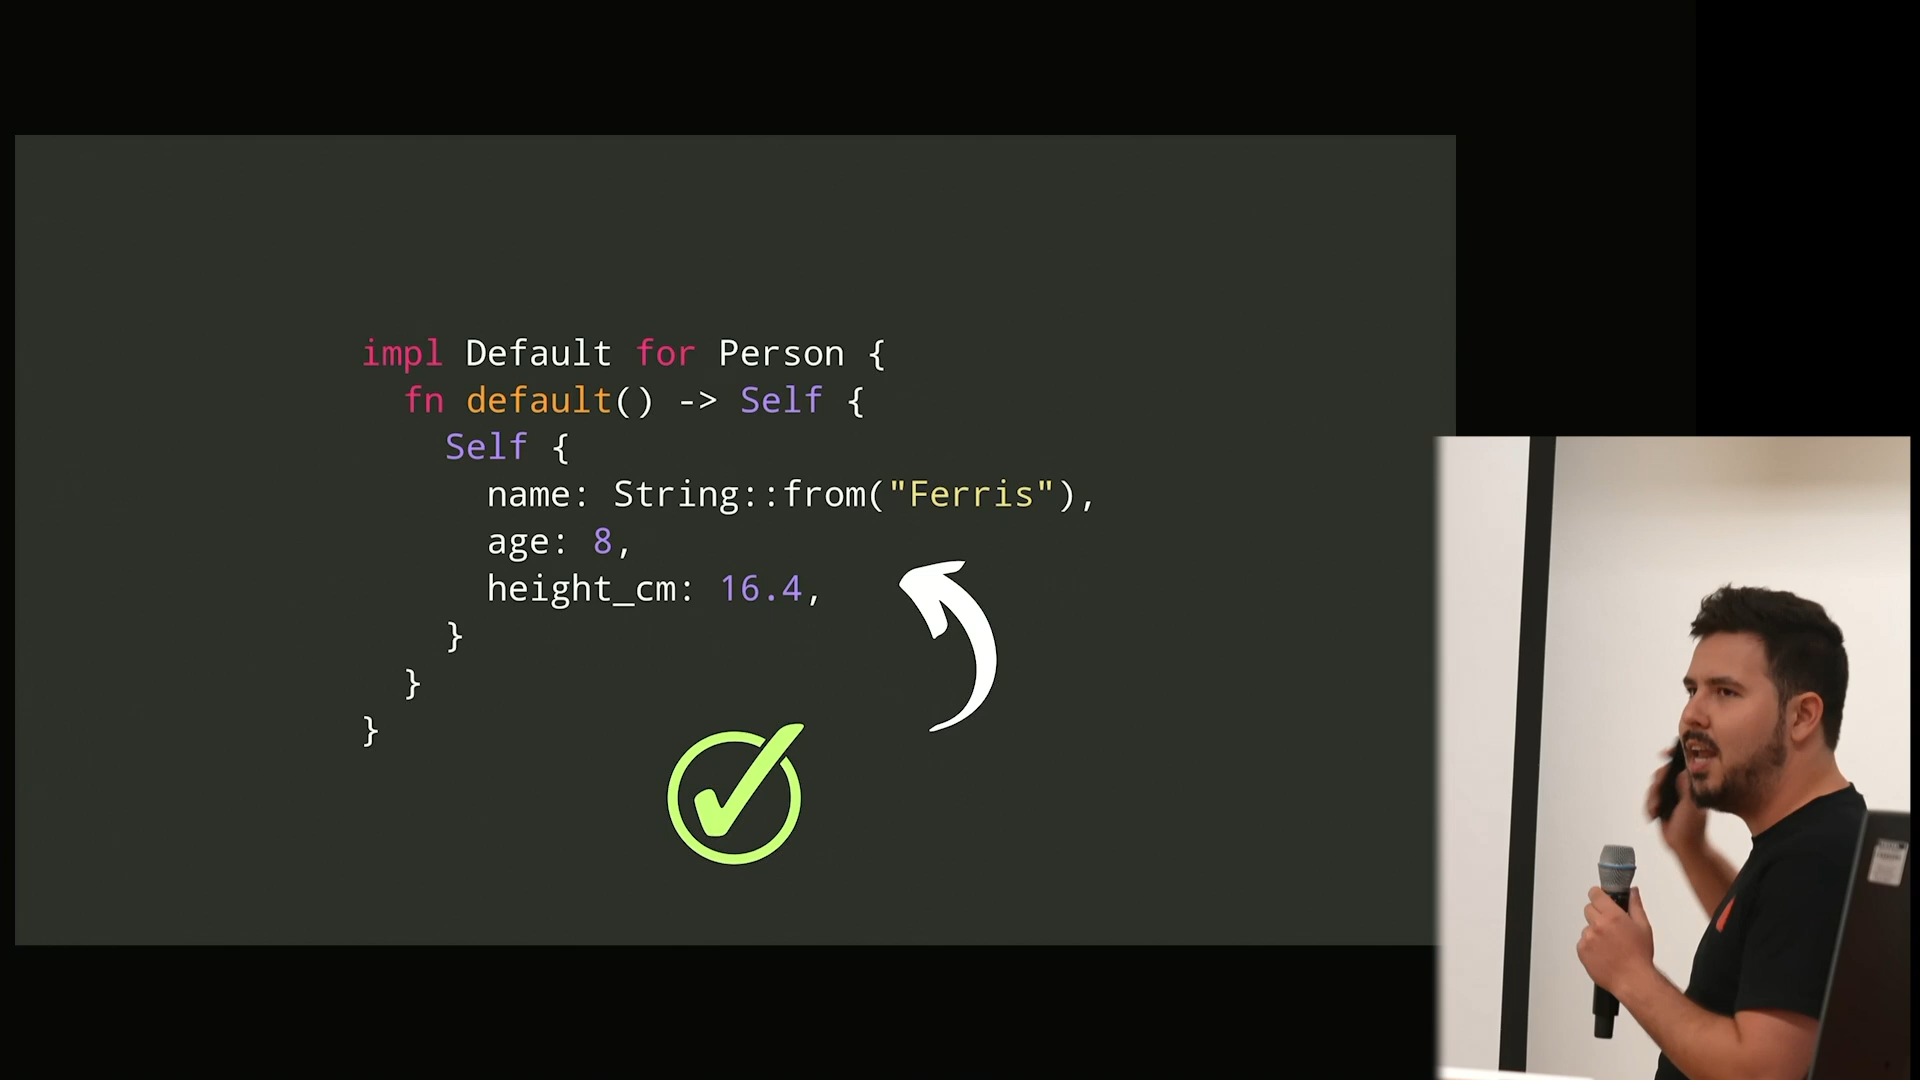 impl Default for Person {
fn default() -> Self {
Self {
name: String::from("Ferris"),
age: 8,
height_cm: 16.4,
}
}
}